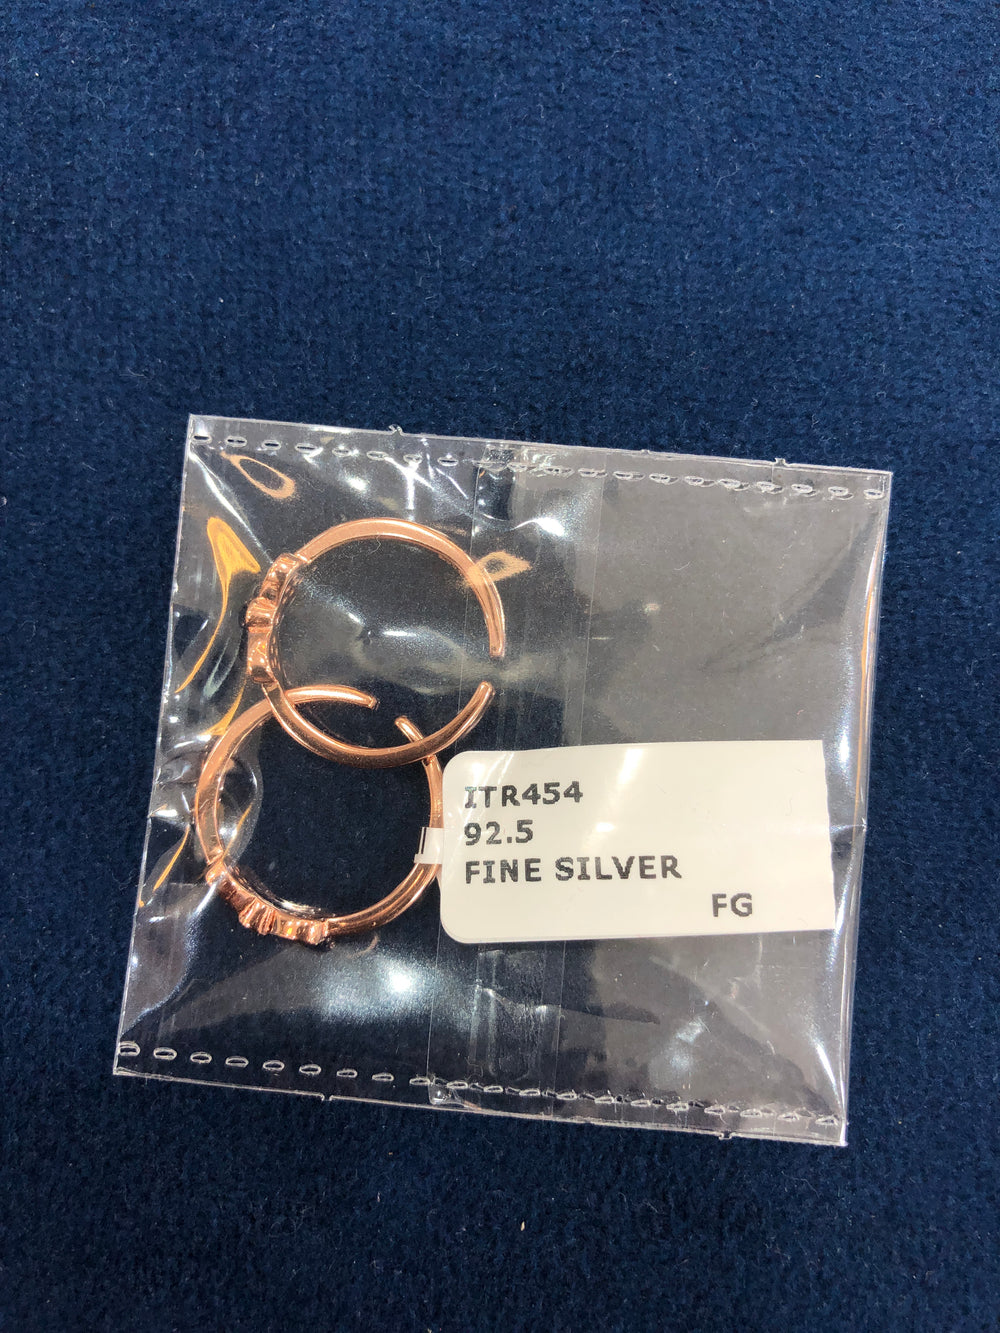 ITR454
92.5
FINE SILVER
FG